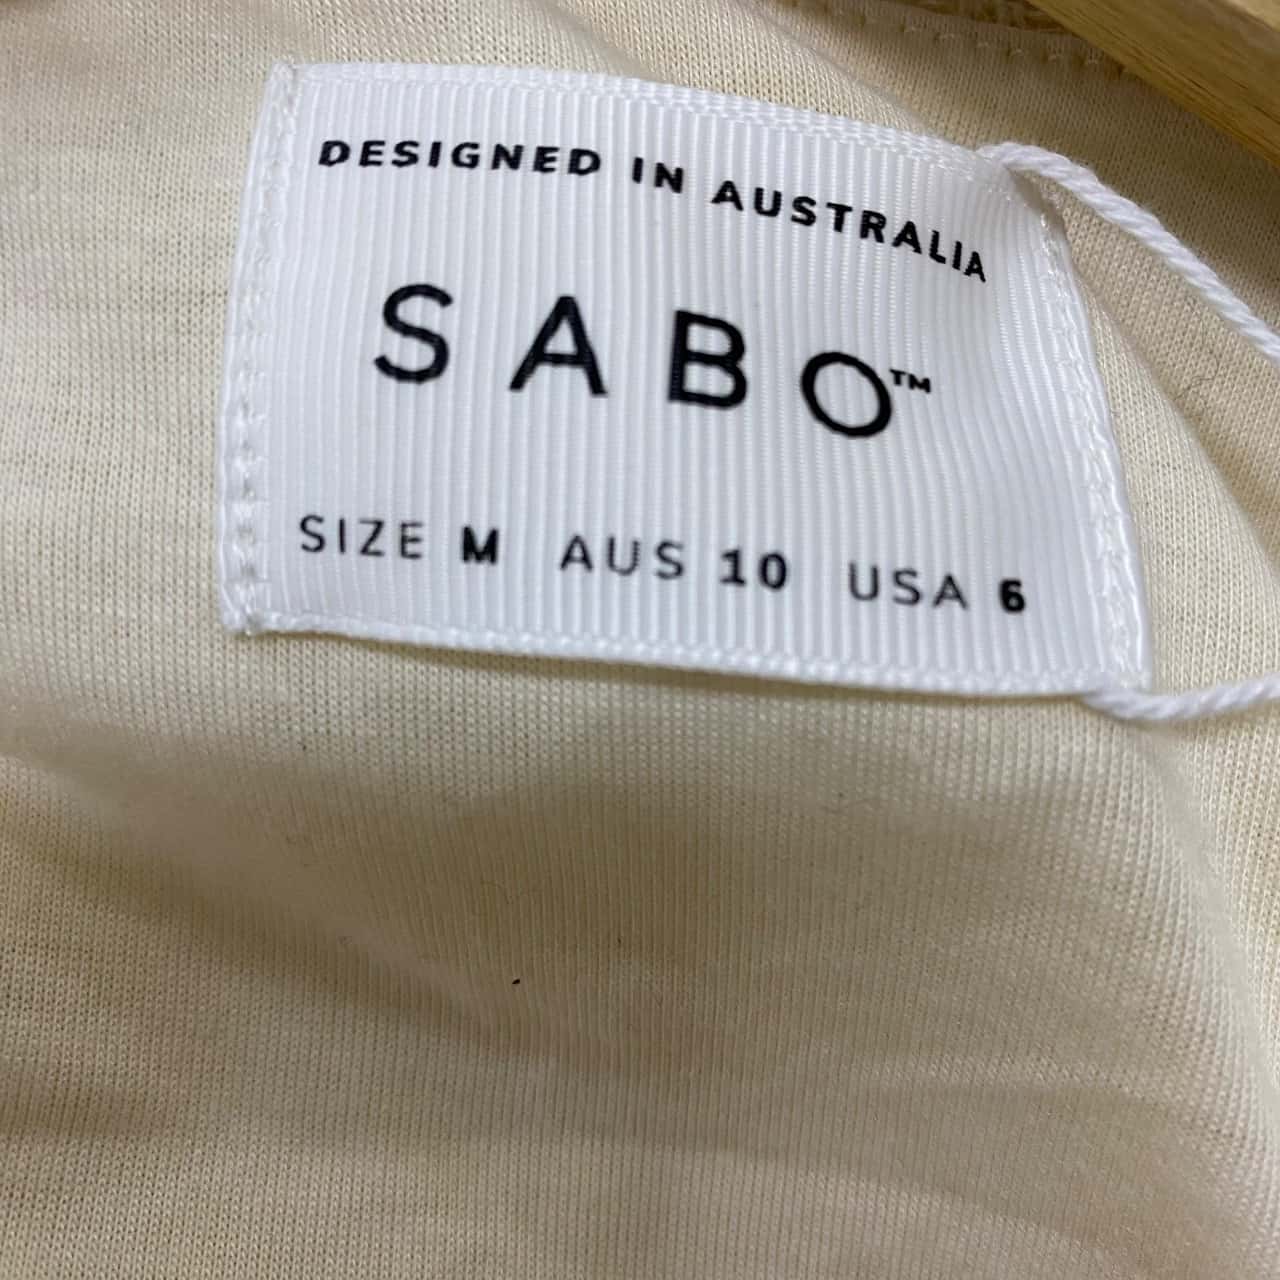 DESIGNED IN AUSTRALIA
SABO™
SIZE M AUS 10 USA 6